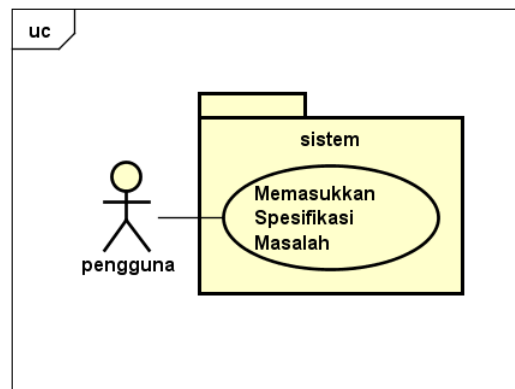 uc
sistem
Memasukkan
Spesifikasi
Masalah
pengguna